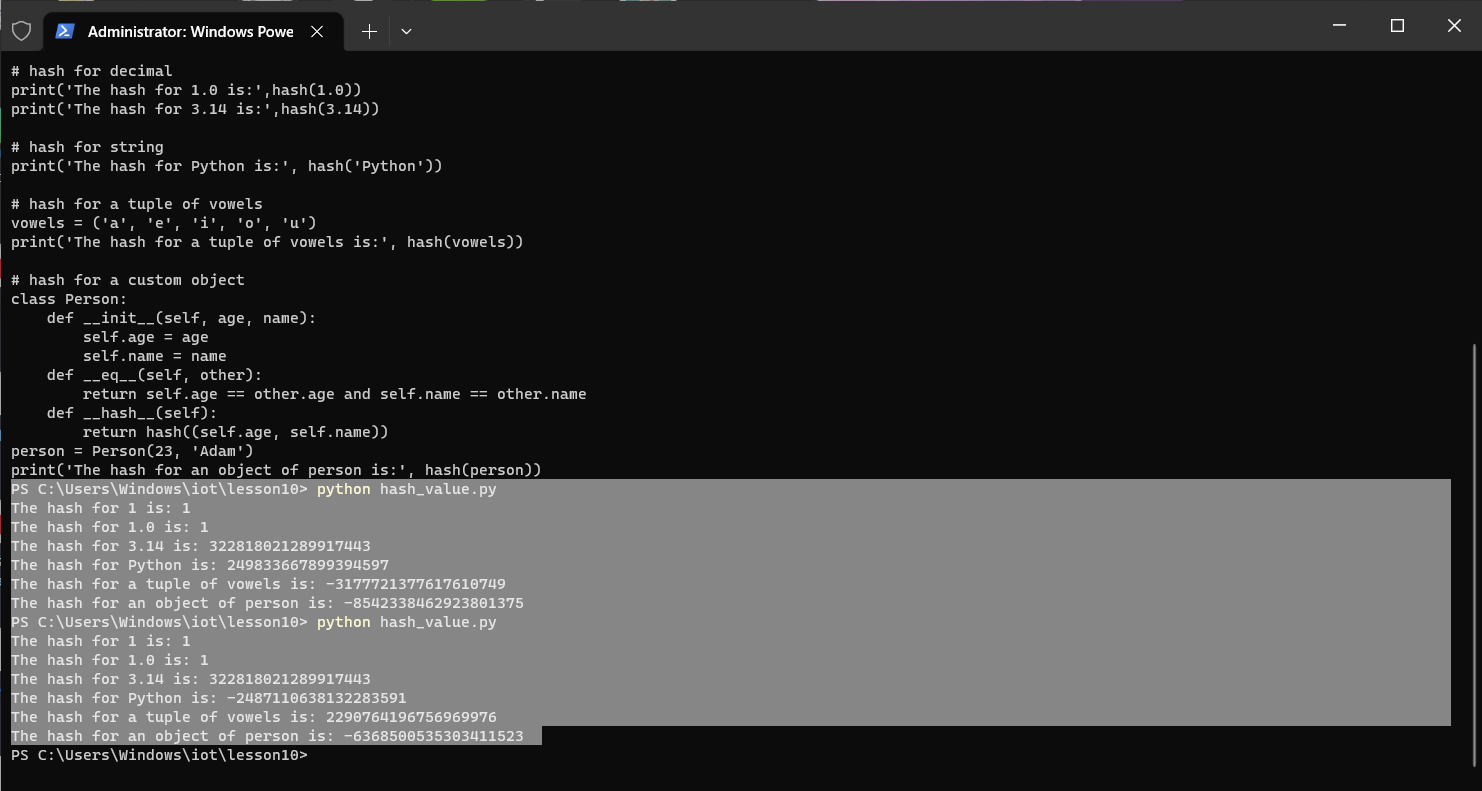 Administrator: Windows Powe
# hash for decimal
print('The hash for 1.0 is:',hash(1.0))
print('The hash for 3.14 is:',hash(3.14))
# hash for string
print('The hash for Python is:', hash('Python'))
# hash for a tuple of vowels
vowels = ('a', 'e', 'i', 'o', 'u')
print('The hash for a tuple of vowels is:', hash(vowels))
# hash for a custom object
class Person:
    def __init__(self, age, name):
        self.age = age
        self.name = name
    def __eq__(self, other):
        return self.age == other.age and self.name == other.name
    def __hash__(self):
        return hash((self.age, self.name))
person = Person(23, 'Adam')
print('The hash for an object of person is:', hash(person))
PS C:\Users\Windows\iot\lesson10> python hash_value.py
The hash for 1 is: 1
The hash for 1.0 is: 1
The hash for 3.14 is: 322818021289917443
The hash for Python is: 249833667899394597
The hash for a tuple of vowels is: -3177721377617610749
The hash for an object of person is: -8542338462923801375
PS C:\Users\Windows\iot\lesson10> python hash_value.py
The hash for 1 is: 1
The hash for 1.0 is: 1
The hash for 3.14 is: 322818021289917443
The hash for Python is: -2487110638132283591
The hash for a tuple of vowels is: 2290764196756969976
The hash for an object of person is: -6368500535303411523
PS C:\Users\Windows\iot\lesson10>